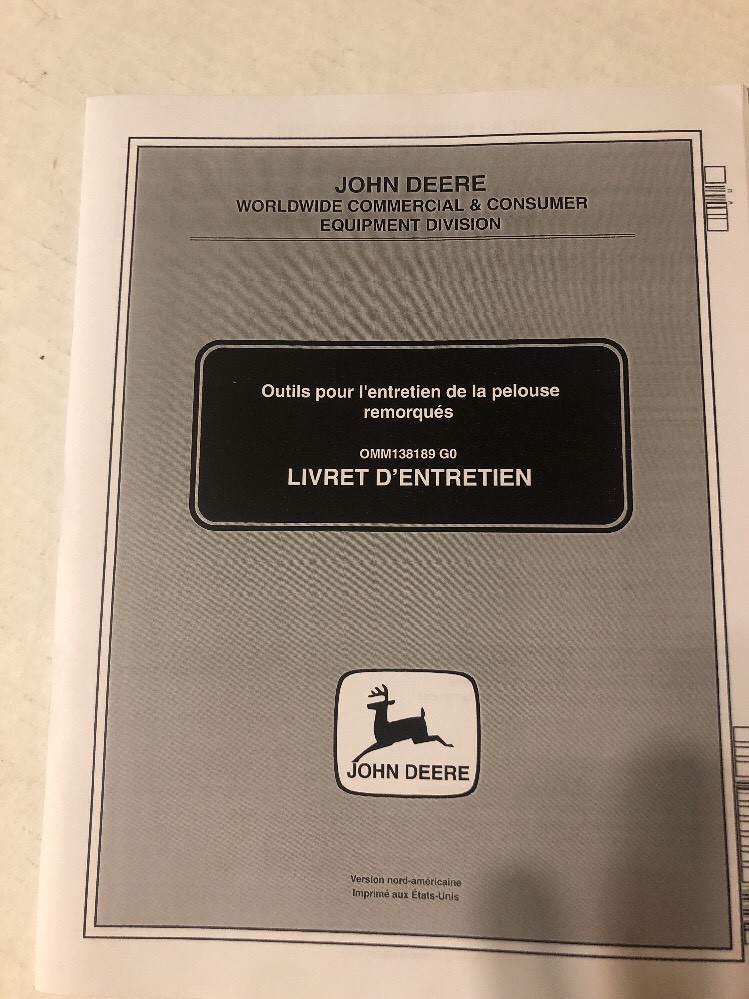 JOHN DEERE
WORLDWIDE COMMERCIAL & CONSUMER
EQUIPMENT DIVISION
Outils pour l'entretien de la pelouse
remorqués
OMM138189 G0
LIVRET D'ENTRETIEN
JOHN DEERE
Version nord-américaine
Imprimé aux États-Unis